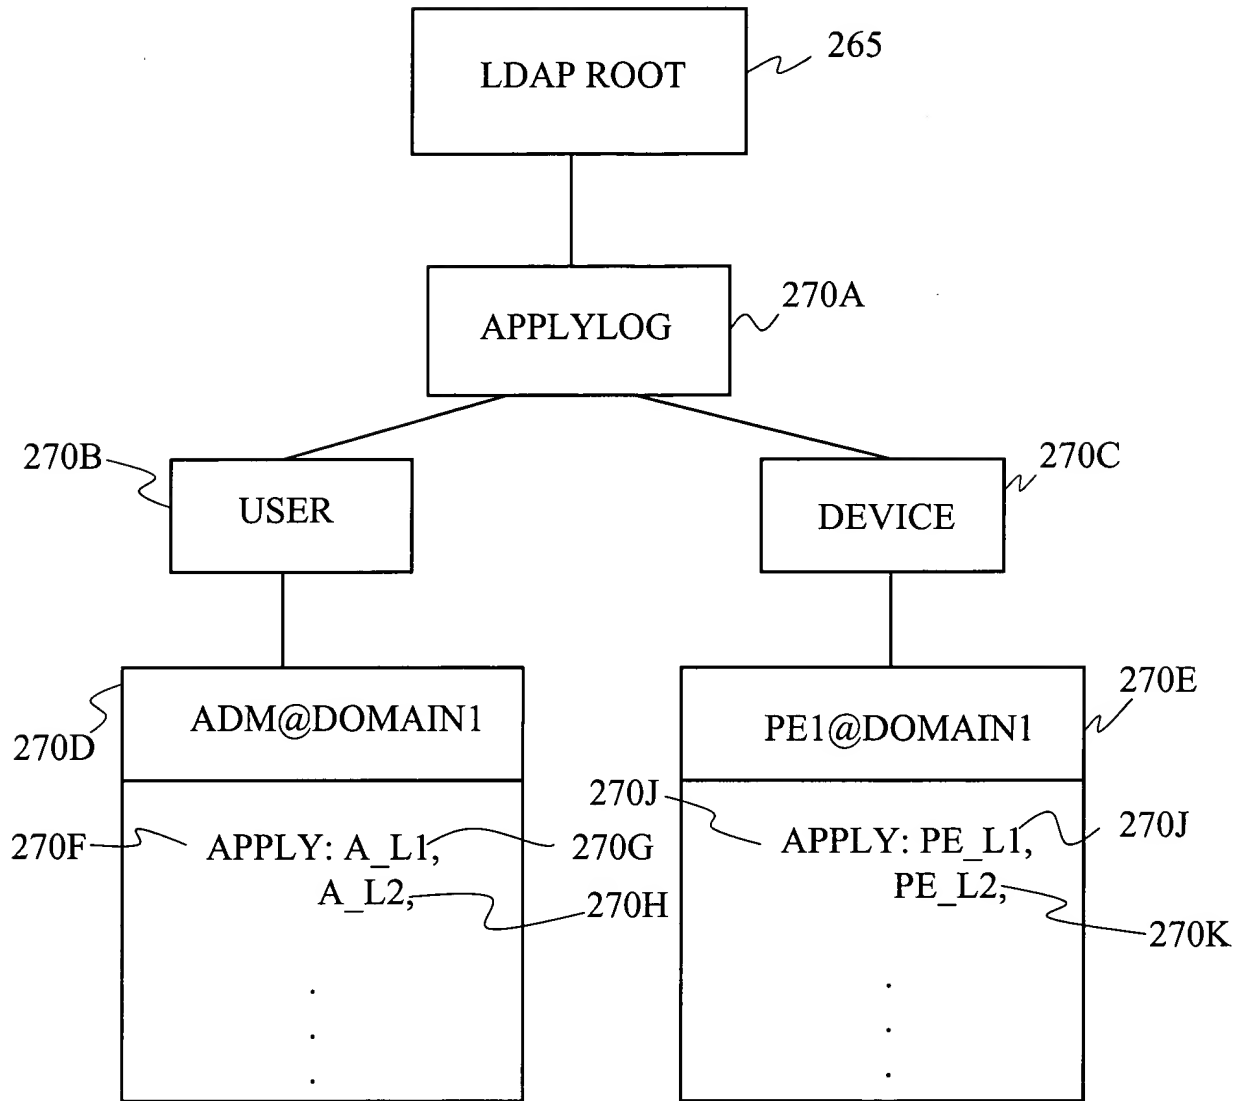 LDAP ROOT
265
APPLYLOG
270A
270B
USER
DEVICE
270C
270D
ADM@DOMAIN1
PE1@DOMAIN1
270E
270F
APPLY: A_L1,
270G
A_L2,
270H
.
.
.
270J
APPLY: PE_L1,
270J
PE_L2,
270K
.
.
.